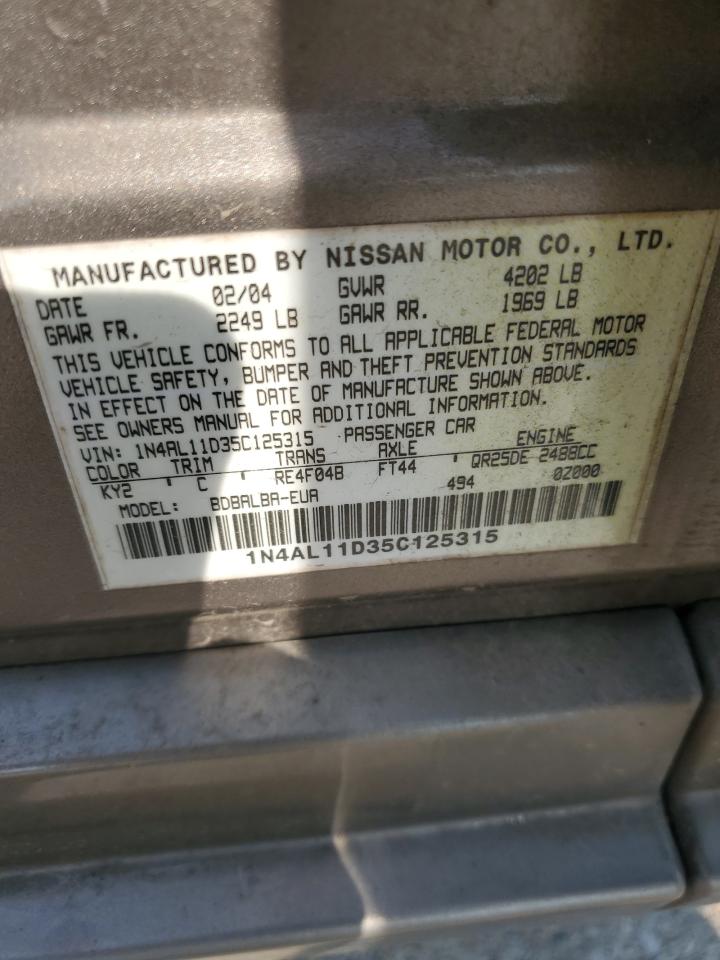 MANUFACTURED BY NISSAN MOTOR CO., LTD.
DATE 02/04 GVWR 4202 LB
GAWR FR. 2249 LB GAWR RR. 1969 LB
THIS VEHICLE CONFORMS TO ALL APPLICABLE FEDERAL MOTOR
VEHICLE SAFETY, BUMPER AND THEFT PREVENTION STANDARDS
IN EFFECT ON THE DATE OF MANUFACTURE SHOWN ABOVE.
SEE OWNERS MANUAL FOR ADDITIONAL INFORMATION.
VIN: 1N4AL11D35C125315 PASSENGER CAR
COLOR TRIM TRANS AXLE ENGINE
KY2 C RE4F04B FT44 QR25DE 2488CC
MODEL: BDBALBA-EUA 494 0Z000
1N4AL11D35C125315